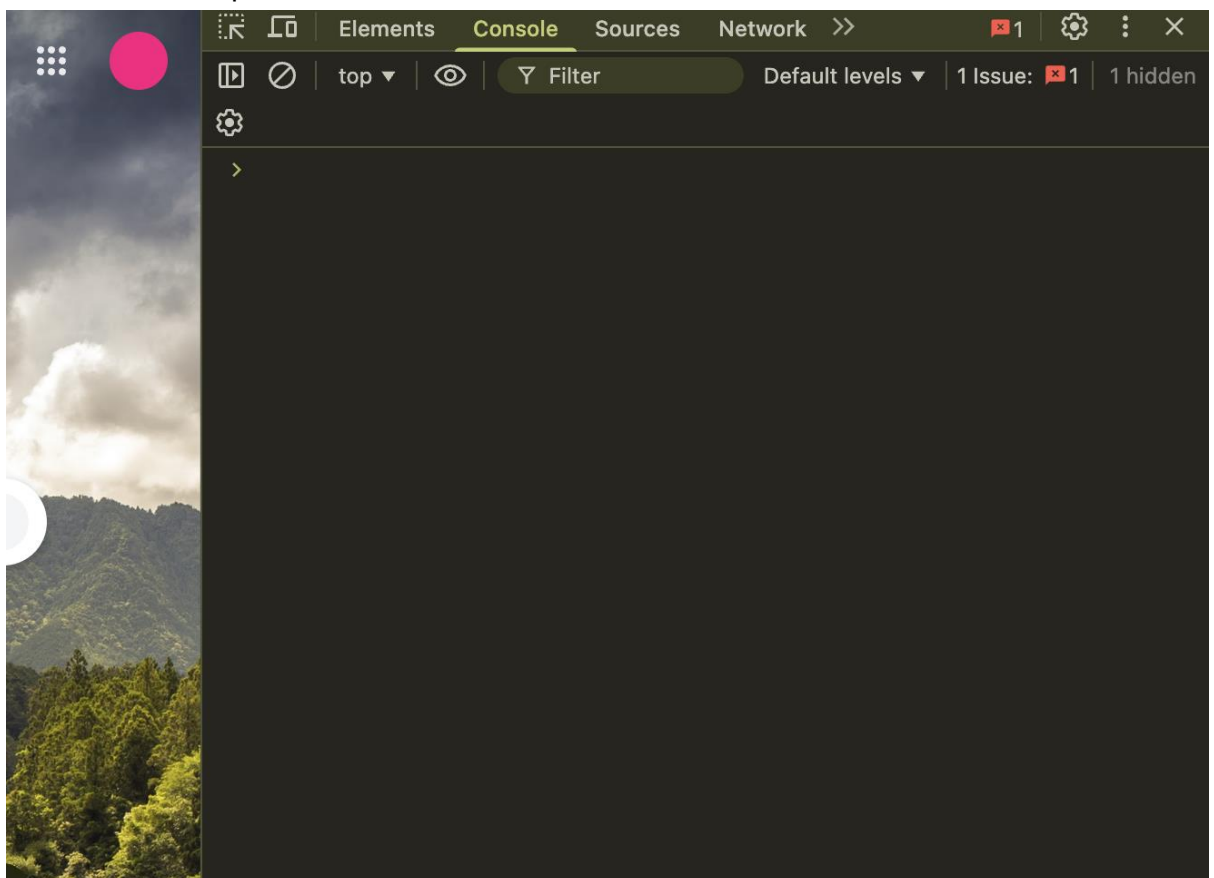 Elements Console Sources Network 1
top Filter Default levels 1 Issue: 1 1 hidden